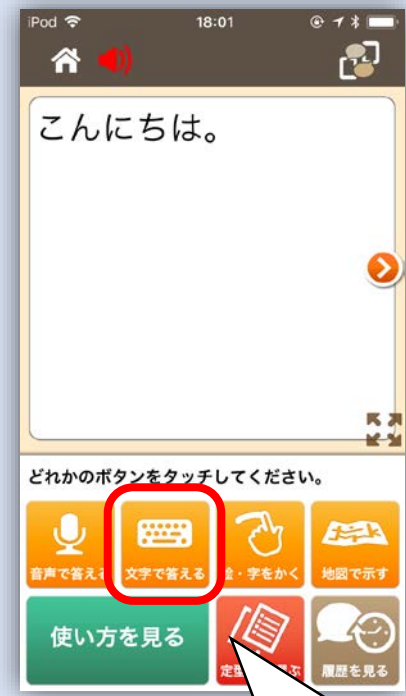 iPod 18:01
こんにちは。
どれかのボタンをタッチしてください。
音声で答える 文字で答える 絵・字をかく 地図で示す
使い方を見る 履歴を見る